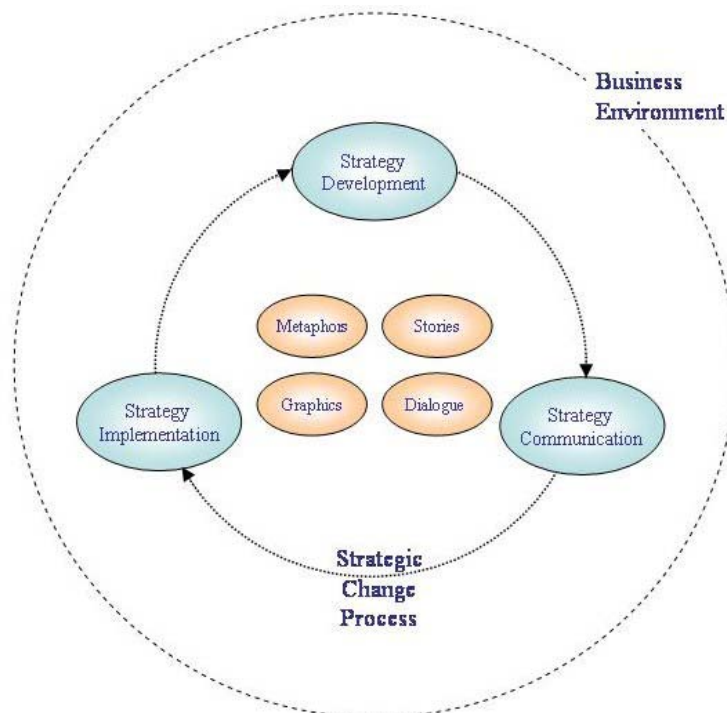 Business
Environment
Strategy
Development
Metaphors
Stories
Graphics
Dialogue
Strategy
Implementation
Strategy
Communication
Strategic
Change
Process